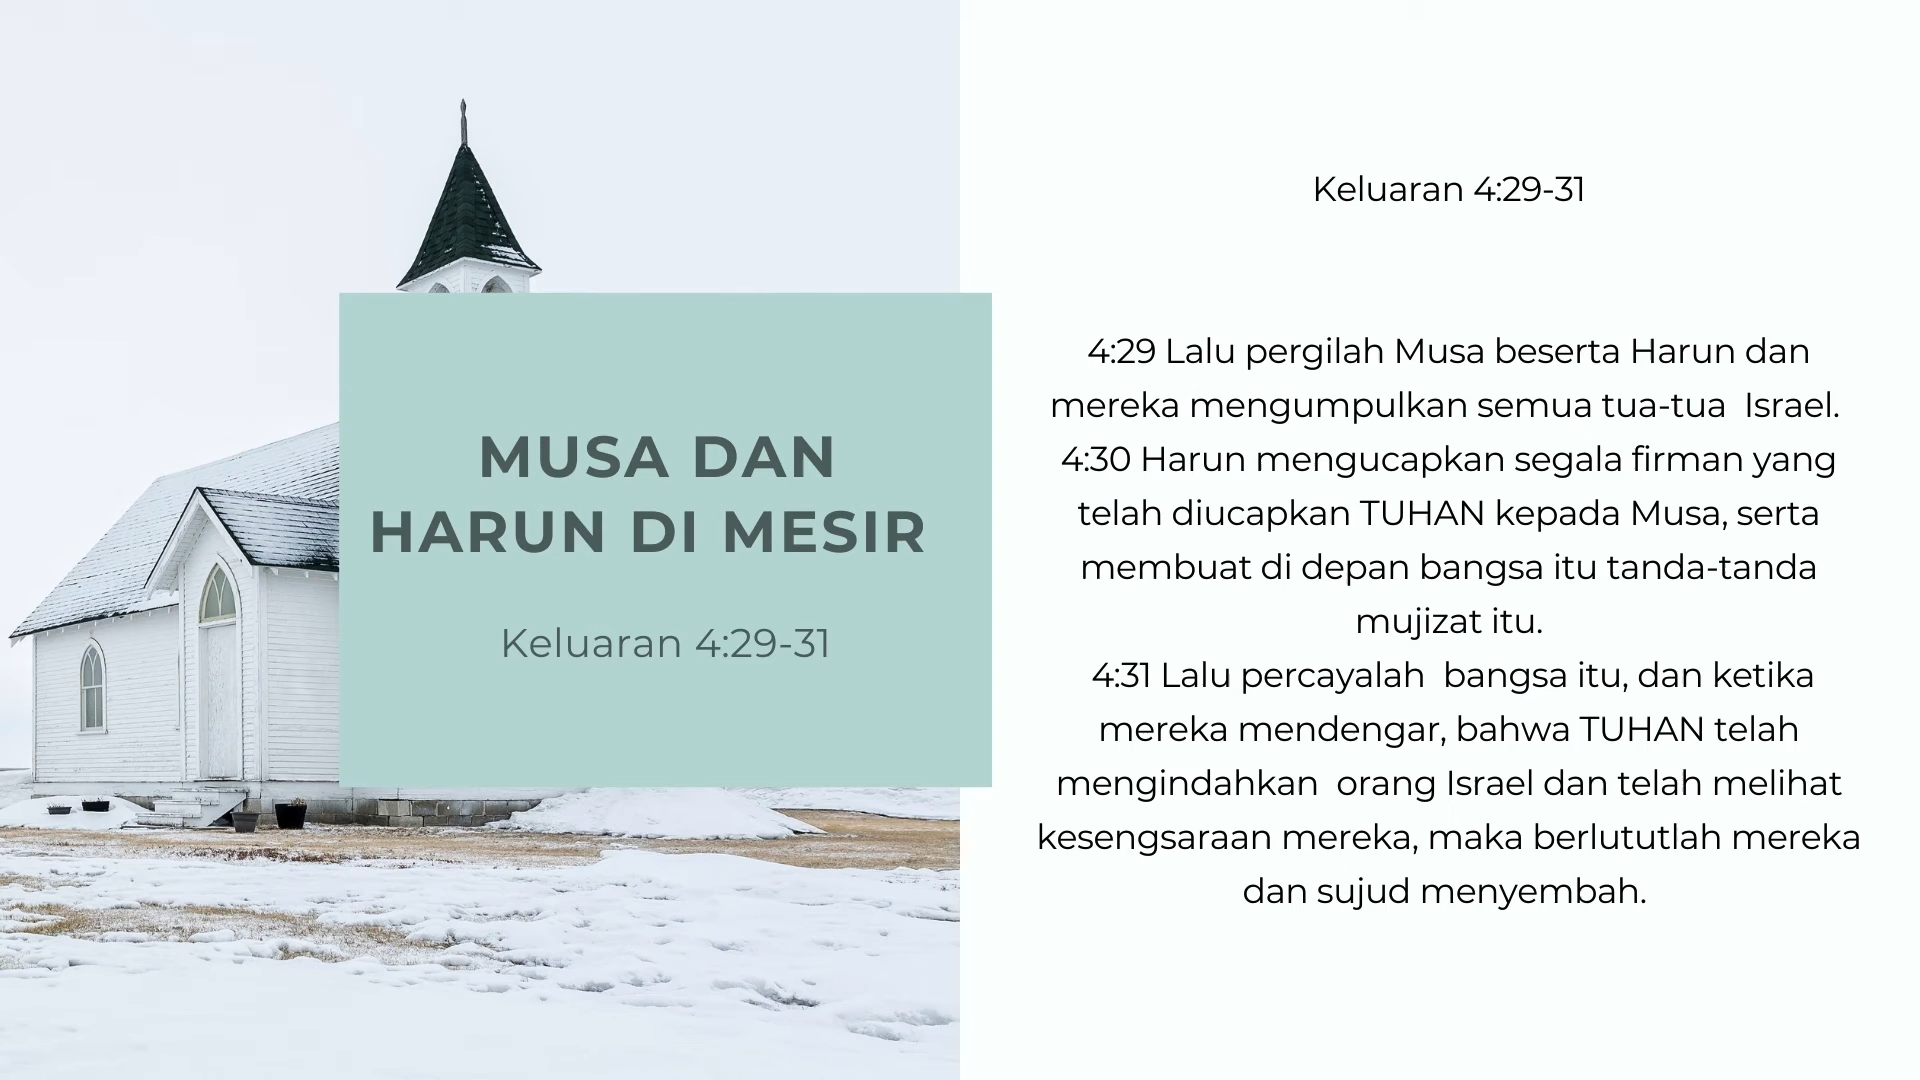 MUSA DAN
HARUN DI MESIR
Keluaran 4:29-31
Keluaran 4:29-31
4:29 Lalu pergilah Musa beserta Harun dan
mereka mengumpulkan semua tua-tua  Israel.
4:30 Harun mengucapkan segala firman yang
telah diucapkan TUHAN kepada Musa, serta
membuat di depan bangsa itu tanda-tanda
mujizat itu.
4:31 Lalu percayalah  bangsa itu, dan ketika
mereka mendengar, bahwa TUHAN telah
mengindahkan  orang Israel dan telah melihat
kesengsaraan mereka, maka berlututlah mereka
dan sujud menyembah.